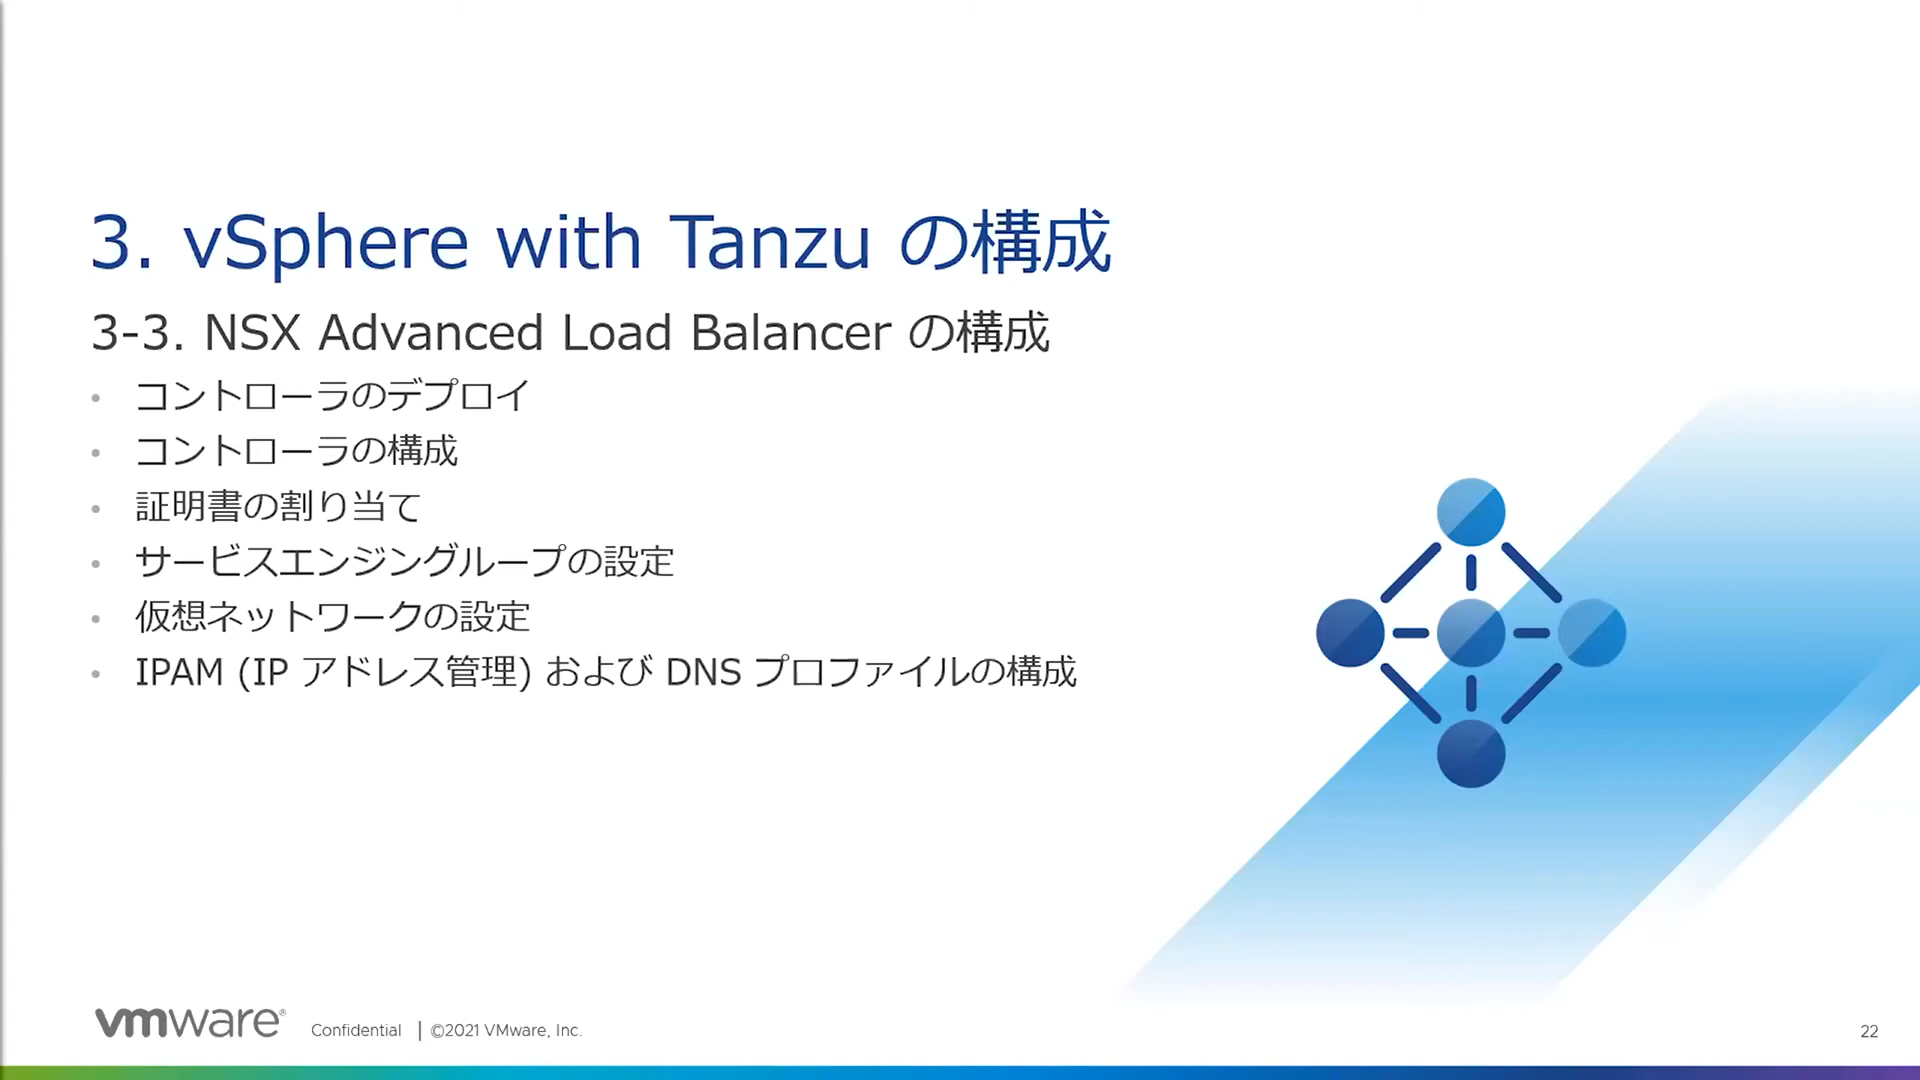 3. vSphere with Tanzu の構成
3-3. NSX Advanced Load Balancer の構成
• コントローラのデプロイ
• コントローラの構成
• 証明書の割り当て
• サービスエンジングループの設定
• 仮想ネットワークの設定
• IPAM (IP アドレス管理) および DNS プロファイルの構成
vmware® Confidential | ©2021 VMware, Inc. 22